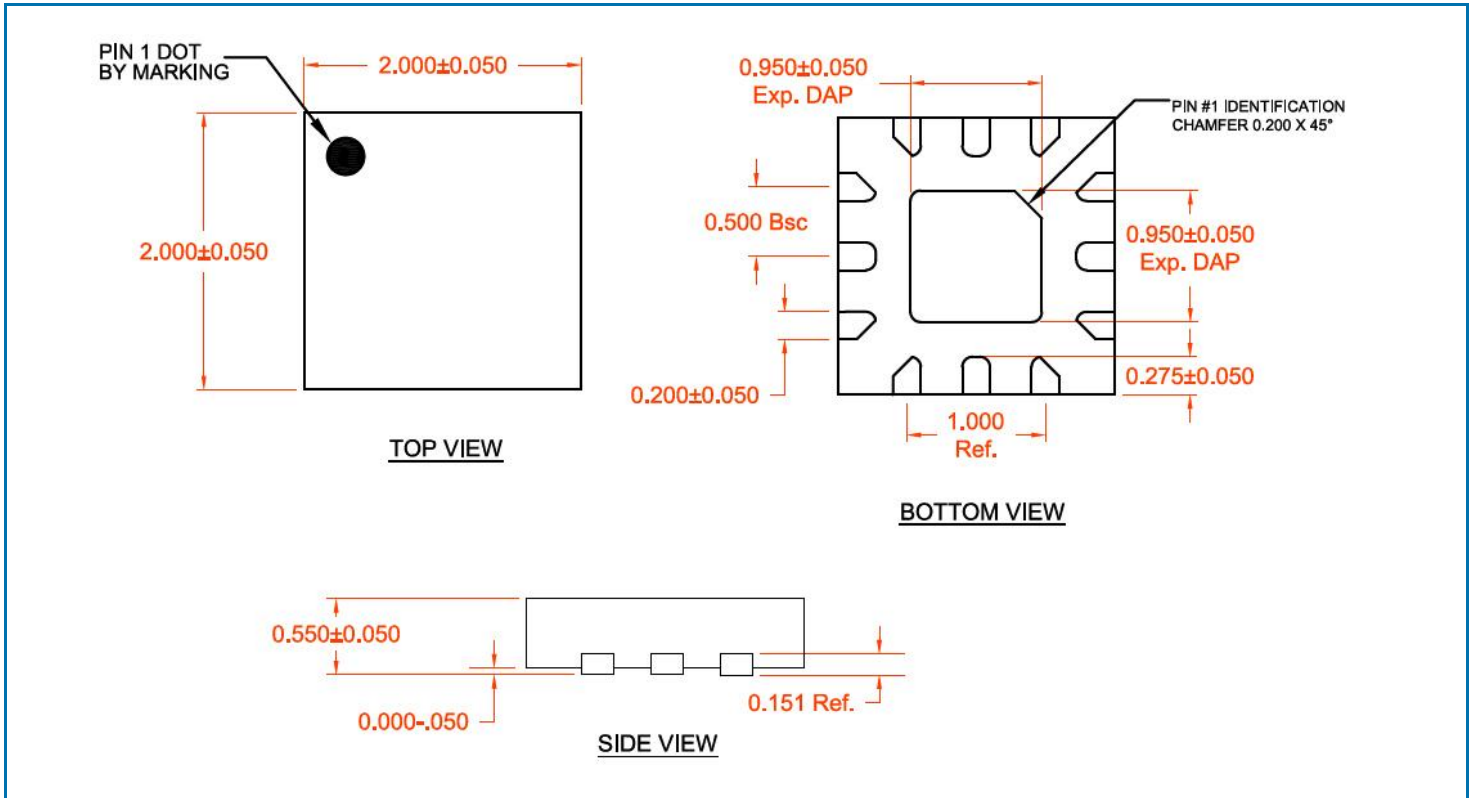 PIN 1 DOT
BY MARKING
2.000±0.050
2.000±0.050
TOP VIEW
0.950±0.050
Exp. DAP
PIN #1 IDENTIFICATION
CHAMFER 0.200 X 45°
0.500 Bsc
0.950±0.050
Exp. DAP
0.200±0.050
0.275±0.050
1.000
Ref.
BOTTOM VIEW
0.550±0.050
0.000-.050
0.151 Ref.
SIDE VIEW